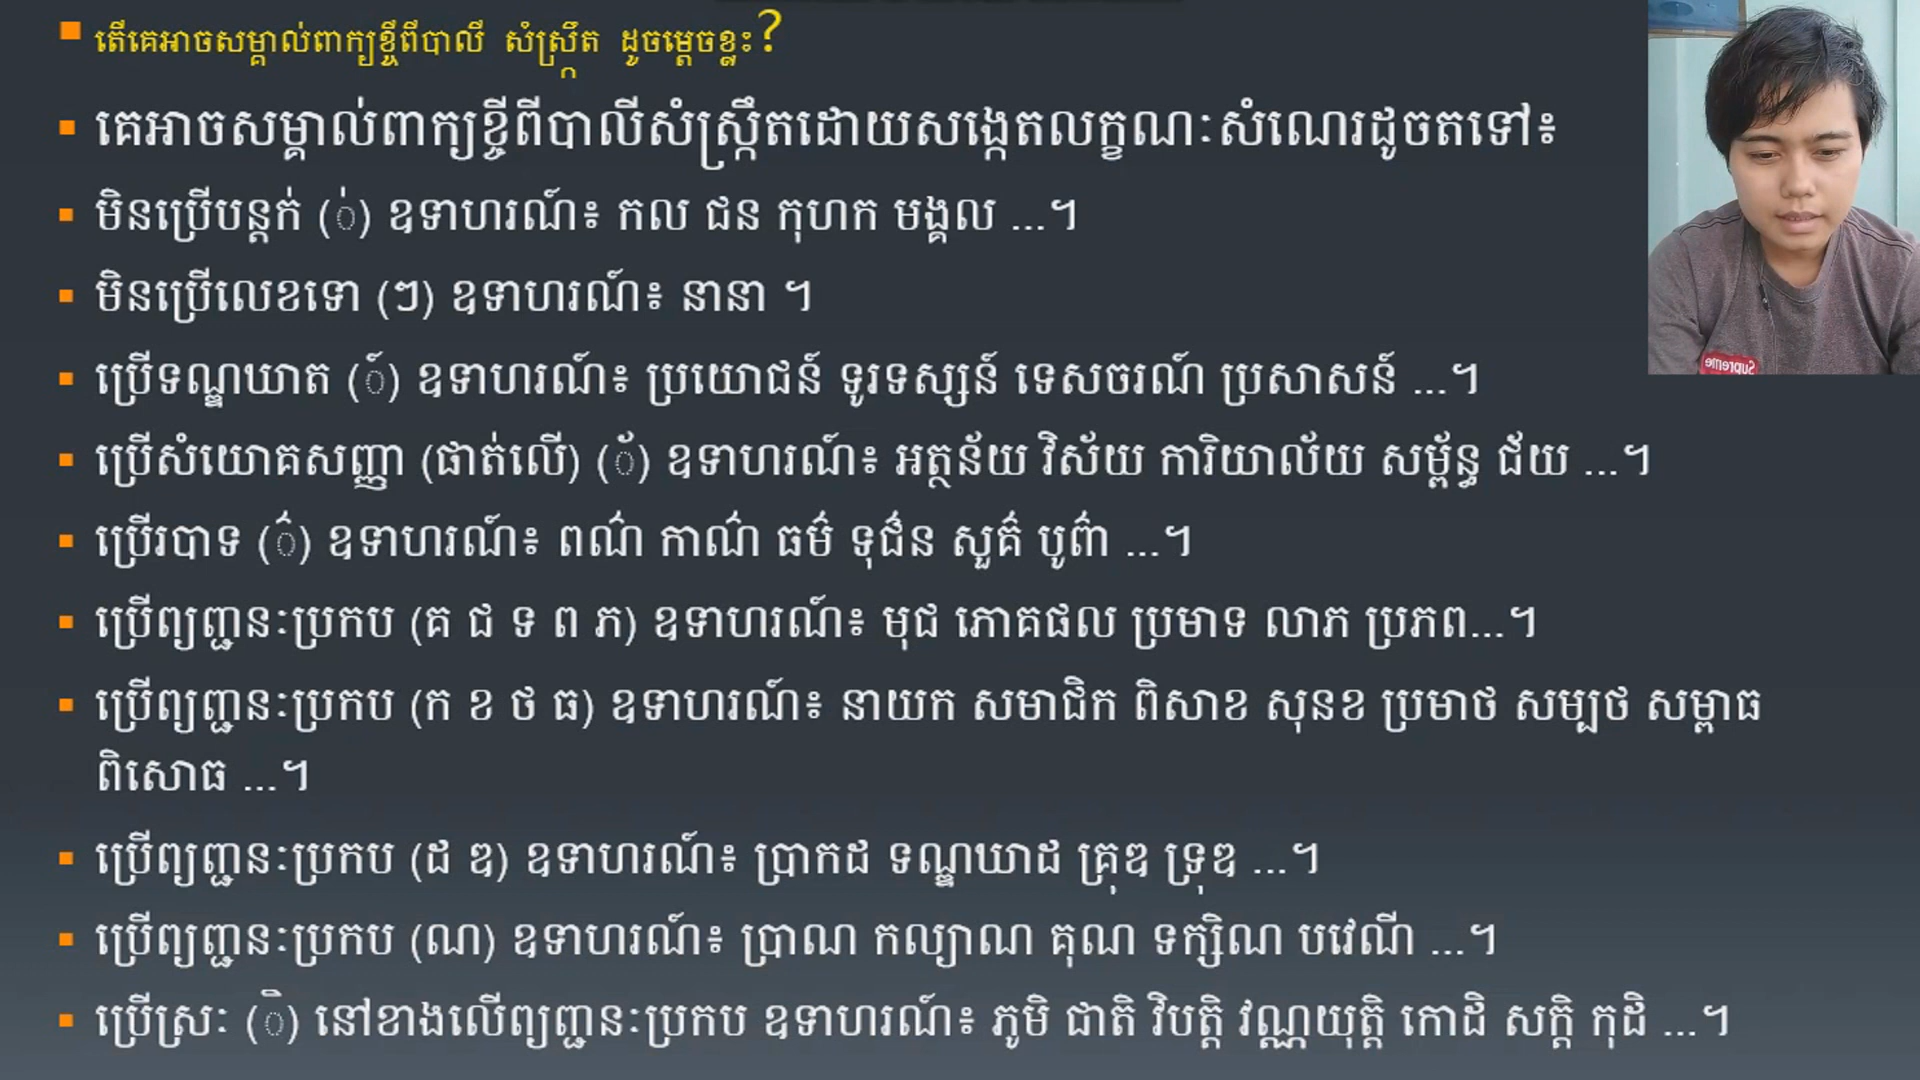 តើគេអាចសម្គាល់ពាក្យខ្ចីពីបាលី សំស្ក្រឹត ដូចម្តេចខ្លះ?
គេអាចសម្គាល់ពាក្យខ្ចីពីបាលីសំស្ក្រឹតដោយសង្កេតលក្ខណៈសំណេរដូចតទៅ៖
មិនប្រើបន្តក់ (់) ឧទាហរណ៍៖ កល ជន កុហក មង្គល ...។
មិនប្រើលេខទោ (ៗ) ឧទាហរណ៍៖ នានា ។
ប្រើទណ្ឌឃាត (៍) ឧទាហរណ៍៖ ប្រយោជន៍ ទូរទស្សន៍ ទេសចរណ៍ ប្រសាសន៍ ...។
ប្រើសំយោគសញ្ញា (ផាត់លើ) (័) ឧទាហរណ៍៖ អត្ថន័យ វិស័យ ការិយាល័យ សម្ព័ន្ធ ជ័យ ...។
ប្រើរបាទ (៌) ឧទាហរណ៍៖ ពណ៌ កាណ៌ ធម៌ ទុជ៌ន សួគ៌ បូព៌ា ...។
ប្រើព្យញ្ជនៈប្រកប (គ ជ ទ ព ភ) ឧទាហរណ៍៖ មុជ ភោគផល ប្រមាទ លាភ ប្រភព...។
ប្រើព្យញ្ជនៈប្រកប (ក ខ ថ ធ) ឧទាហរណ៍៖ នាយក សមាជិក ពិសាខ សុនខ ប្រមាថ សម្បថ សម្ពាធ
ពិសោធ ...។
ប្រើព្យញ្ជនៈប្រកប (ដ ឌ) ឧទាហរណ៍៖ ប្រាកដ ទណ្ឌឃាដ គ្រុឌ ទ្រុឌ ...។
ប្រើព្យញ្ជនៈប្រកប (ណ) ឧទាហរណ៍៖ ប្រាណ កល្យាណ គុណ ទក្សិណ បវេណី ...។
ប្រើស្រៈ (ិ) នៅខាងលើព្យញ្ជនៈប្រកប ឧទាហរណ៍៖ ភូមិ ជាតិ វិបត្តិ វណ្ណយុត្តិ កោដិ សក្តិ កុដិ ...។
Supreme